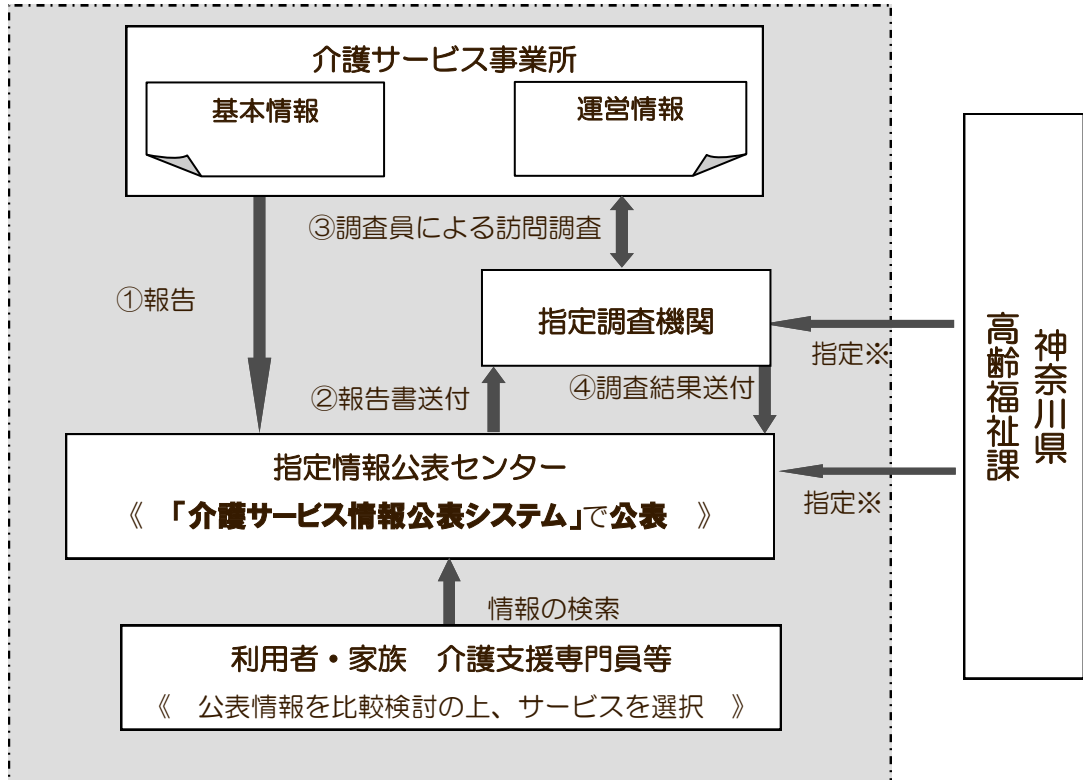 介護サービス事業所
基本情報
運営情報
③調査員による訪問調査
①報告
指定調査機関
指定※
②報告書送付
④調査結果送付
指定情報公表センター
《 「介護サービス情報公表システム」で公表 》
指定※
情報の検索
利用者・家族 介護支援専門員等
《 公表情報を比較検討の上、サービスを選択 》
神奈川県
高齢福祉課